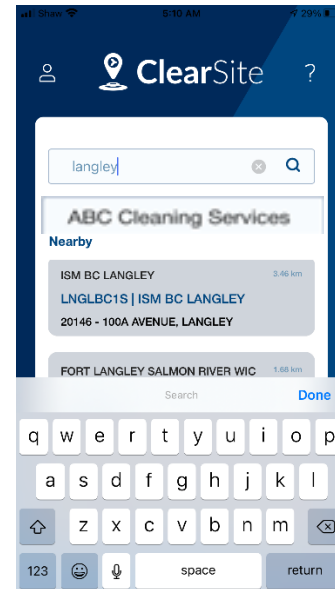 Shaw 6:10 AM 29%
ClearSite ?
langley
ABC Cleaning Services
Nearby
ISM BC LANGLEY 3.46 km
LNGLBC1S | ISM BC LANGLEY
20146 - 100A AVENUE, LANGLEY
FORT LANGLEY SALMON RIVER WIC 1.68 km
Search Done
q w e r t y u i o p
a s d f g h j k l
z x c v b n m
123 space return